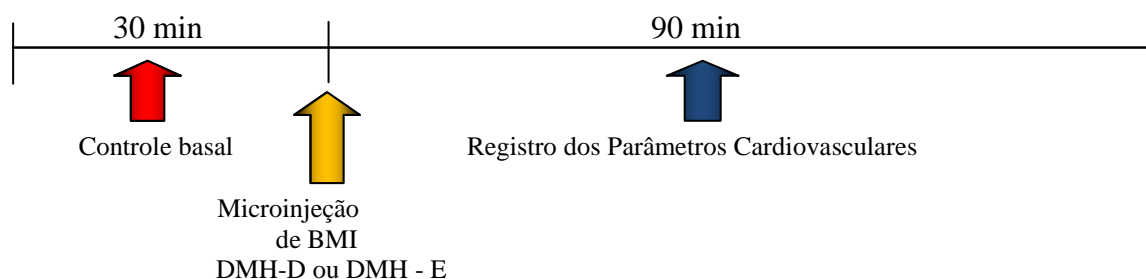 30 min
90 min
Controle basal
Registro dos Parâmetros Cardiovasculares
Microinjeção
de BMI
DMH-D ou DMH - E